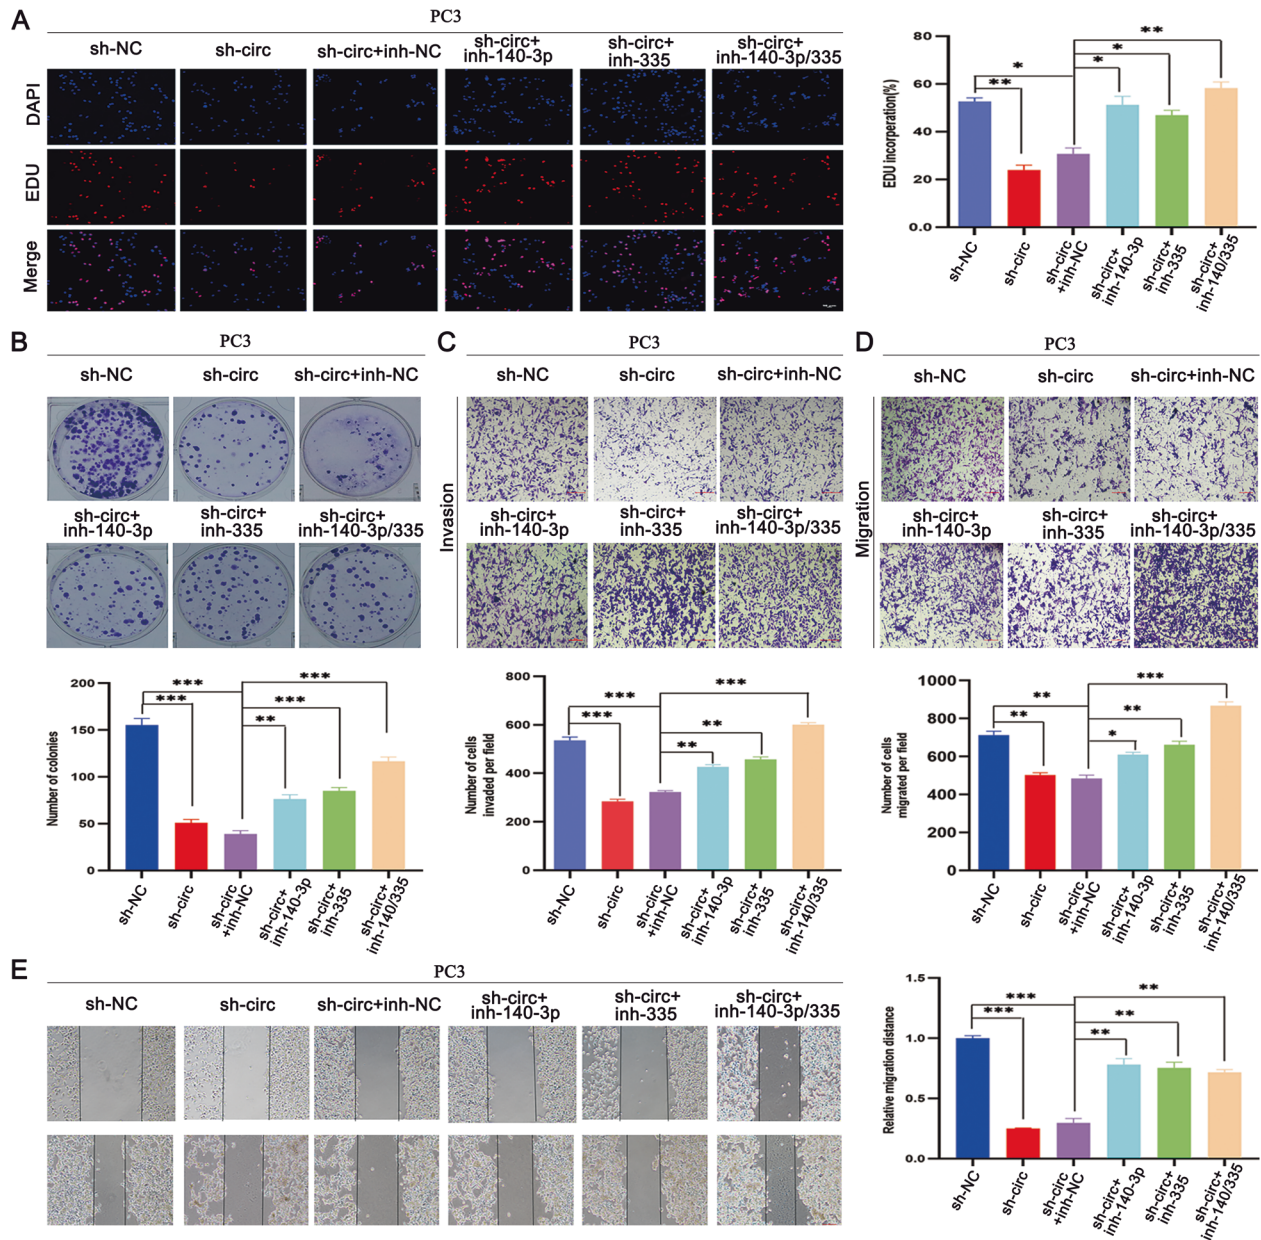 A
PC3
sh-NC
sh-circ
sh-circ+inh-NC
sh-circ+
inh-140-3p
sh-circ+
inh-335
sh-circ+
inh-140-3p/335
DAPI
EDU
Merge
EDU incorperation(%)
80
60
40
20
0.0
*
**
*
*
**
sh-NC
sh-circ
sh-circ
+inh-NC
sh-circ+
inh-140-3p
sh-circ+
inh-335
sh-circ+
inh-140/335
B
PC3
sh-NC
sh-circ
sh-circ+inh-NC
sh-circ+
inh-140-3p
sh-circ+
inh-335
sh-circ+
inh-140-3p/335
Number of colonies
200
150
100
50
0
***
***
**
***
***
sh-NC
sh-circ
sh-circ
+inh-NC
sh-circ+
inh-140-3p
sh-circ+
inh-335
sh-circ+
inh-140/335
C
PC3
sh-NC
sh-circ
sh-circ+inh-NC
Invasion
sh-circ+
inh-140-3p
sh-circ+
inh-335
sh-circ+
inh-140-3p/335
Number of cells
invaded per field
800
600
400
200
0
***
***
**
**
***
sh-NC
sh-circ
sh-circ
+inh-NC
sh-circ+
inh-140-3p
sh-circ+
inh-335
sh-circ+
inh-140/335
D
PC3
sh-NC
sh-circ
sh-circ+inh-NC
Migration
sh-circ+
inh-140-3p
sh-circ+
inh-335
sh-circ+
inh-140-3p/335
Number of cells
migrated per field
1000
800
600
400
200
0
**
**
*
**
***
sh-NC
sh-circ
sh-circ
+inh-NC
sh-circ+
inh-140-3p
sh-circ+
inh-335
sh-circ+
inh-140/335
E
PC3
sh-NC
sh-circ
sh-circ+inh-NC
sh-circ+
inh-140-3p
sh-circ+
inh-335
sh-circ+
inh-140-3p/335
Relative migration distance
1.5
1.0
0.5
0.0
***
***
**
**
**
sh-NC
sh-circ
sh-circ
+inh-NC
sh-circ+
inh-140-3p
sh-circ+
inh-335
sh-circ+
inh-140/335